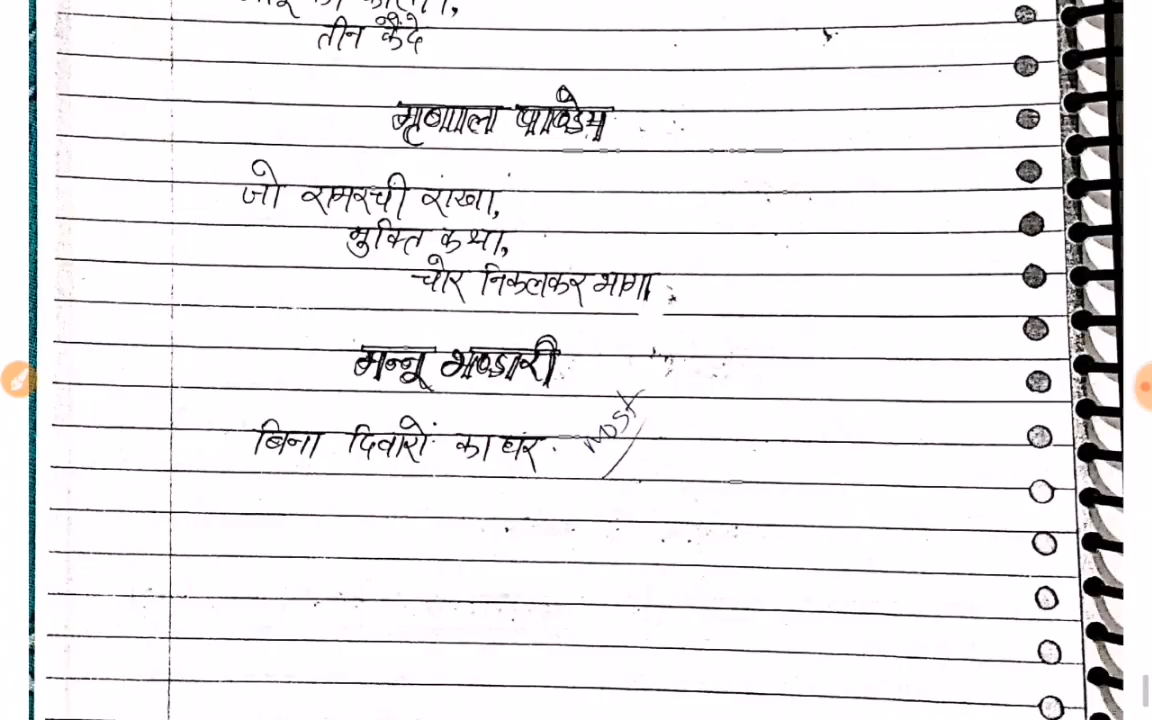 तीन कैदे
मृणाल पाण्डेय
जो रामरची राखा,
मुक्ति कथा,
चोर निकलकर भागा
मन्नू भण्डारी
बिना दिवारों का घर. Most